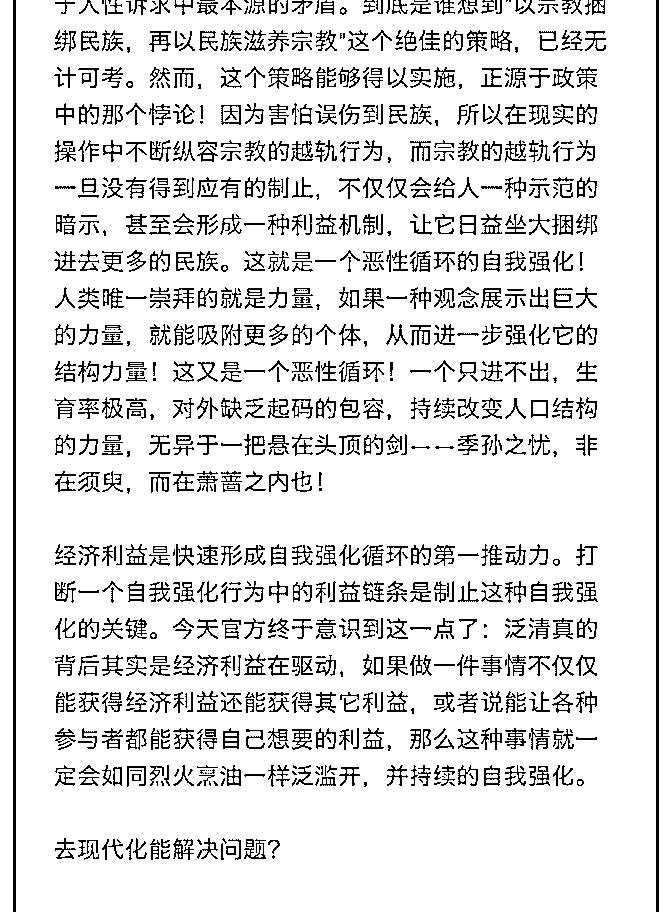 于人性诉求中最本源的矛盾。到底是谁想到"以宗教捆
绑民族，再以民族滋养宗教"这个绝佳的策略，已经无
计可考。然而，这个策略能够得以实施，正源于政策
中的那个悖论！因为害怕误伤到民族，所以在现实的
操作中不断纵容宗教的越轨行为，而宗教的越轨行为
一旦没有得到应有的制止，不仅仅会给人一种示范的
暗示，甚至会形成一种利益机制，让它日益坐大捆绑
进去更多的民族。这就是一个恶性循环的自我强化！
人类唯一崇拜的就是力量，如果一种观念展示出巨大
的力量，就能吸附更多的个体，从而进一步强化它的
结构力量！这又是一个恶性循环！一个只进不出，生
育率极高，对外缺乏起码的包容，持续改变人口结构
的力量，无异于一把悬在头顶的剑——季孙之忧，非
在须臾，而在萧蔷之内也！
经济利益是快速形成自我强化循环的第一推动力。打
断一个自我强化行为中的利益链条是制止这种自我强
化的关键。今天官方终于意识到这一点了：泛清真的
背后其实是经济利益在驱动，如果做一件事情不仅仅
能获得经济利益还能获得其它利益，或者说能让各种
参与者都能获得自己想要的利益，那么这种事情就一
定会如同烈火烹油一样泛滥开，并持续的自我强化。
去现代化能解决问题？